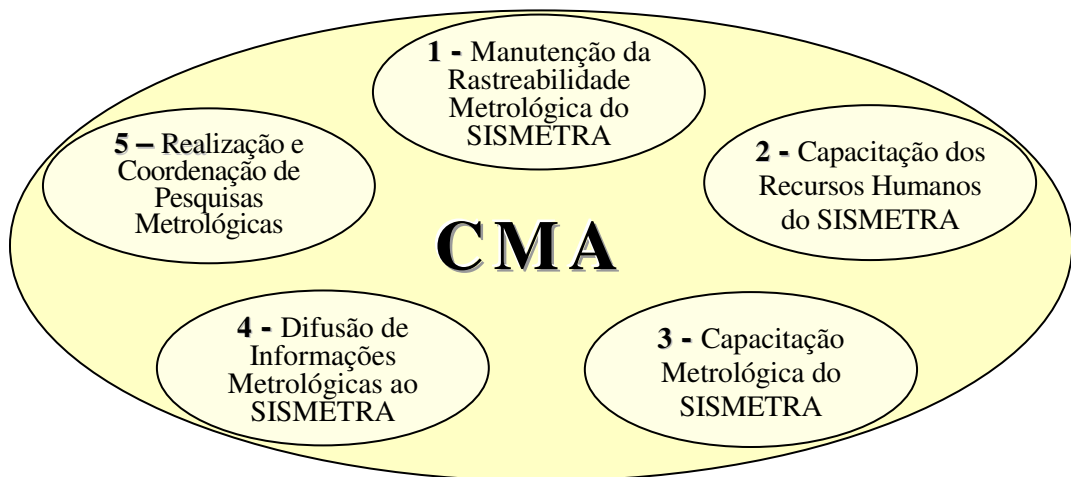 1 - Manutenção da
Rastreabilidade
Metrológica do
SISMETRA
2 - Capacitação dos
Recursos Humanos
do SISMETRA
3 - Capacitação
Metrológica do
SISMETRA
4 - Difusão de
Informações
Metrológicas ao
SISMETRA
5 – Realização e
Coordenação de
Pesquisas
Metrológicas
CMA